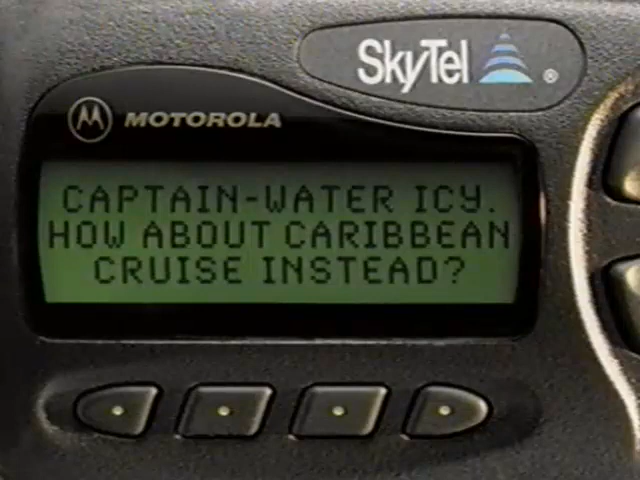 SkyTel ®
MOTOROLA
CAPTAIN-WATER ICY.
HOW ABOUT CARIBBEAN
CRUISE INSTEAD?